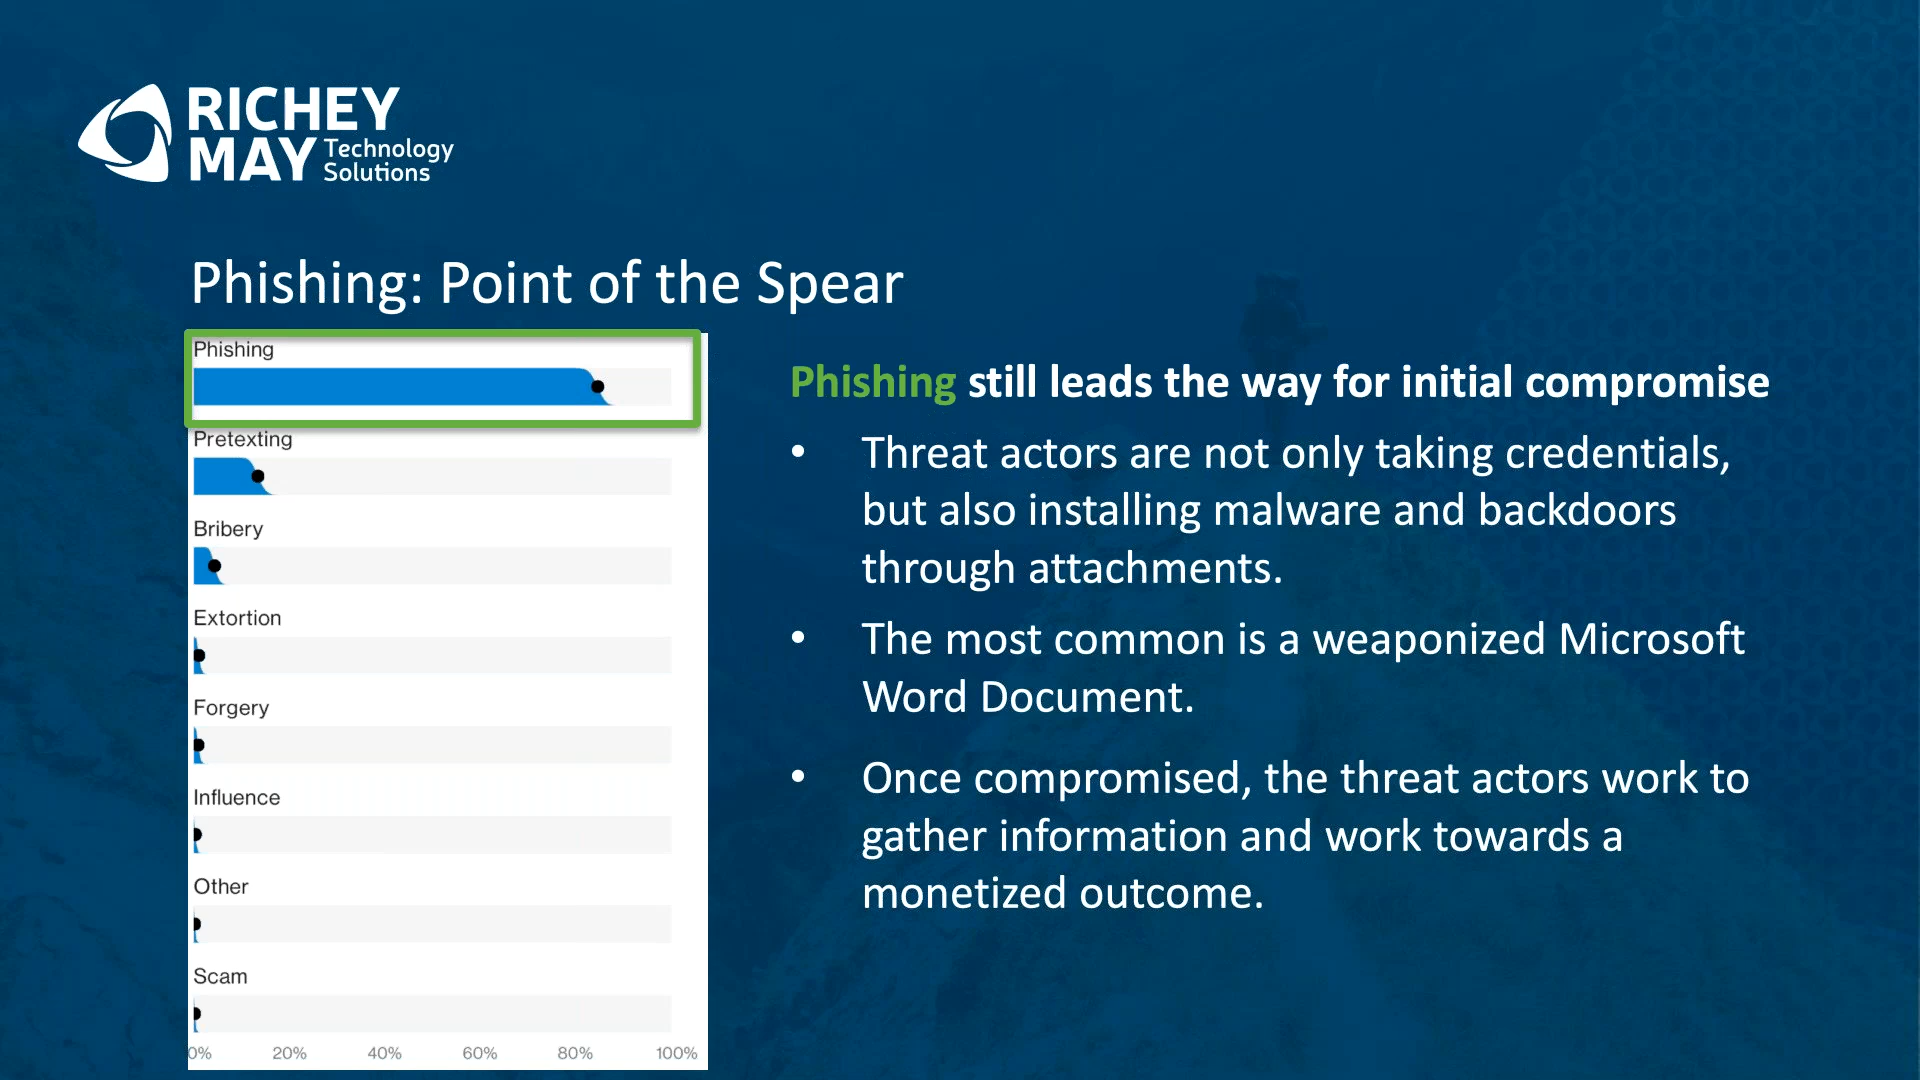 RICHEY
MAY Technology
Solutions
Phishing: Point of the Spear
Phishing
Pretexting
Bribery
Extortion
Forgery
Influence
Other
Scam
0% 20% 40% 60% 80% 100%
Phishing still leads the way for initial compromise
• Threat actors are not only taking credentials,
but also installing malware and backdoors
through attachments.
• The most common is a weaponized Microsoft
Word Document.
• Once compromised, the threat actors work to
gather information and work towards a
monetized outcome.